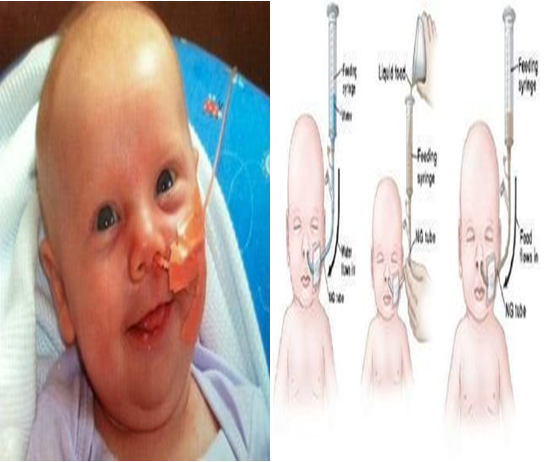 Feeding
syringe
Water
Water
flows in
NG tube
Liquid food
Feeding
syringe
NG tube
Feeding
syringe
Food
flows in
NG tube